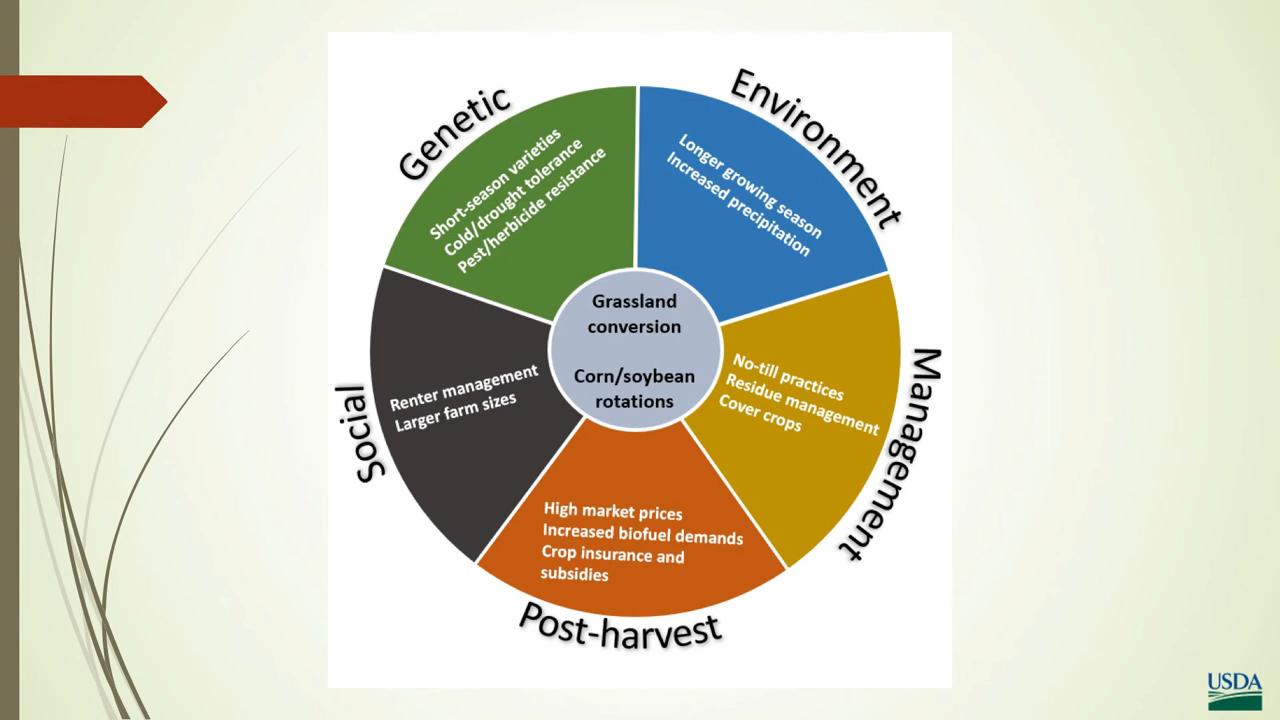 Genetic
Short-season varieties
Cold/drought tolerance
Pest/herbicide resistance
Environment
Longer growing season
Increased precipitation
Grassland
conversion
Corn/soybean
rotations
Social
Renter management
Larger farm sizes
Management
No-till practices
Residue management
Cover crops
High market prices
Increased biofuel demands
Crop insurance and
subsidies
Post-harvest
USDA